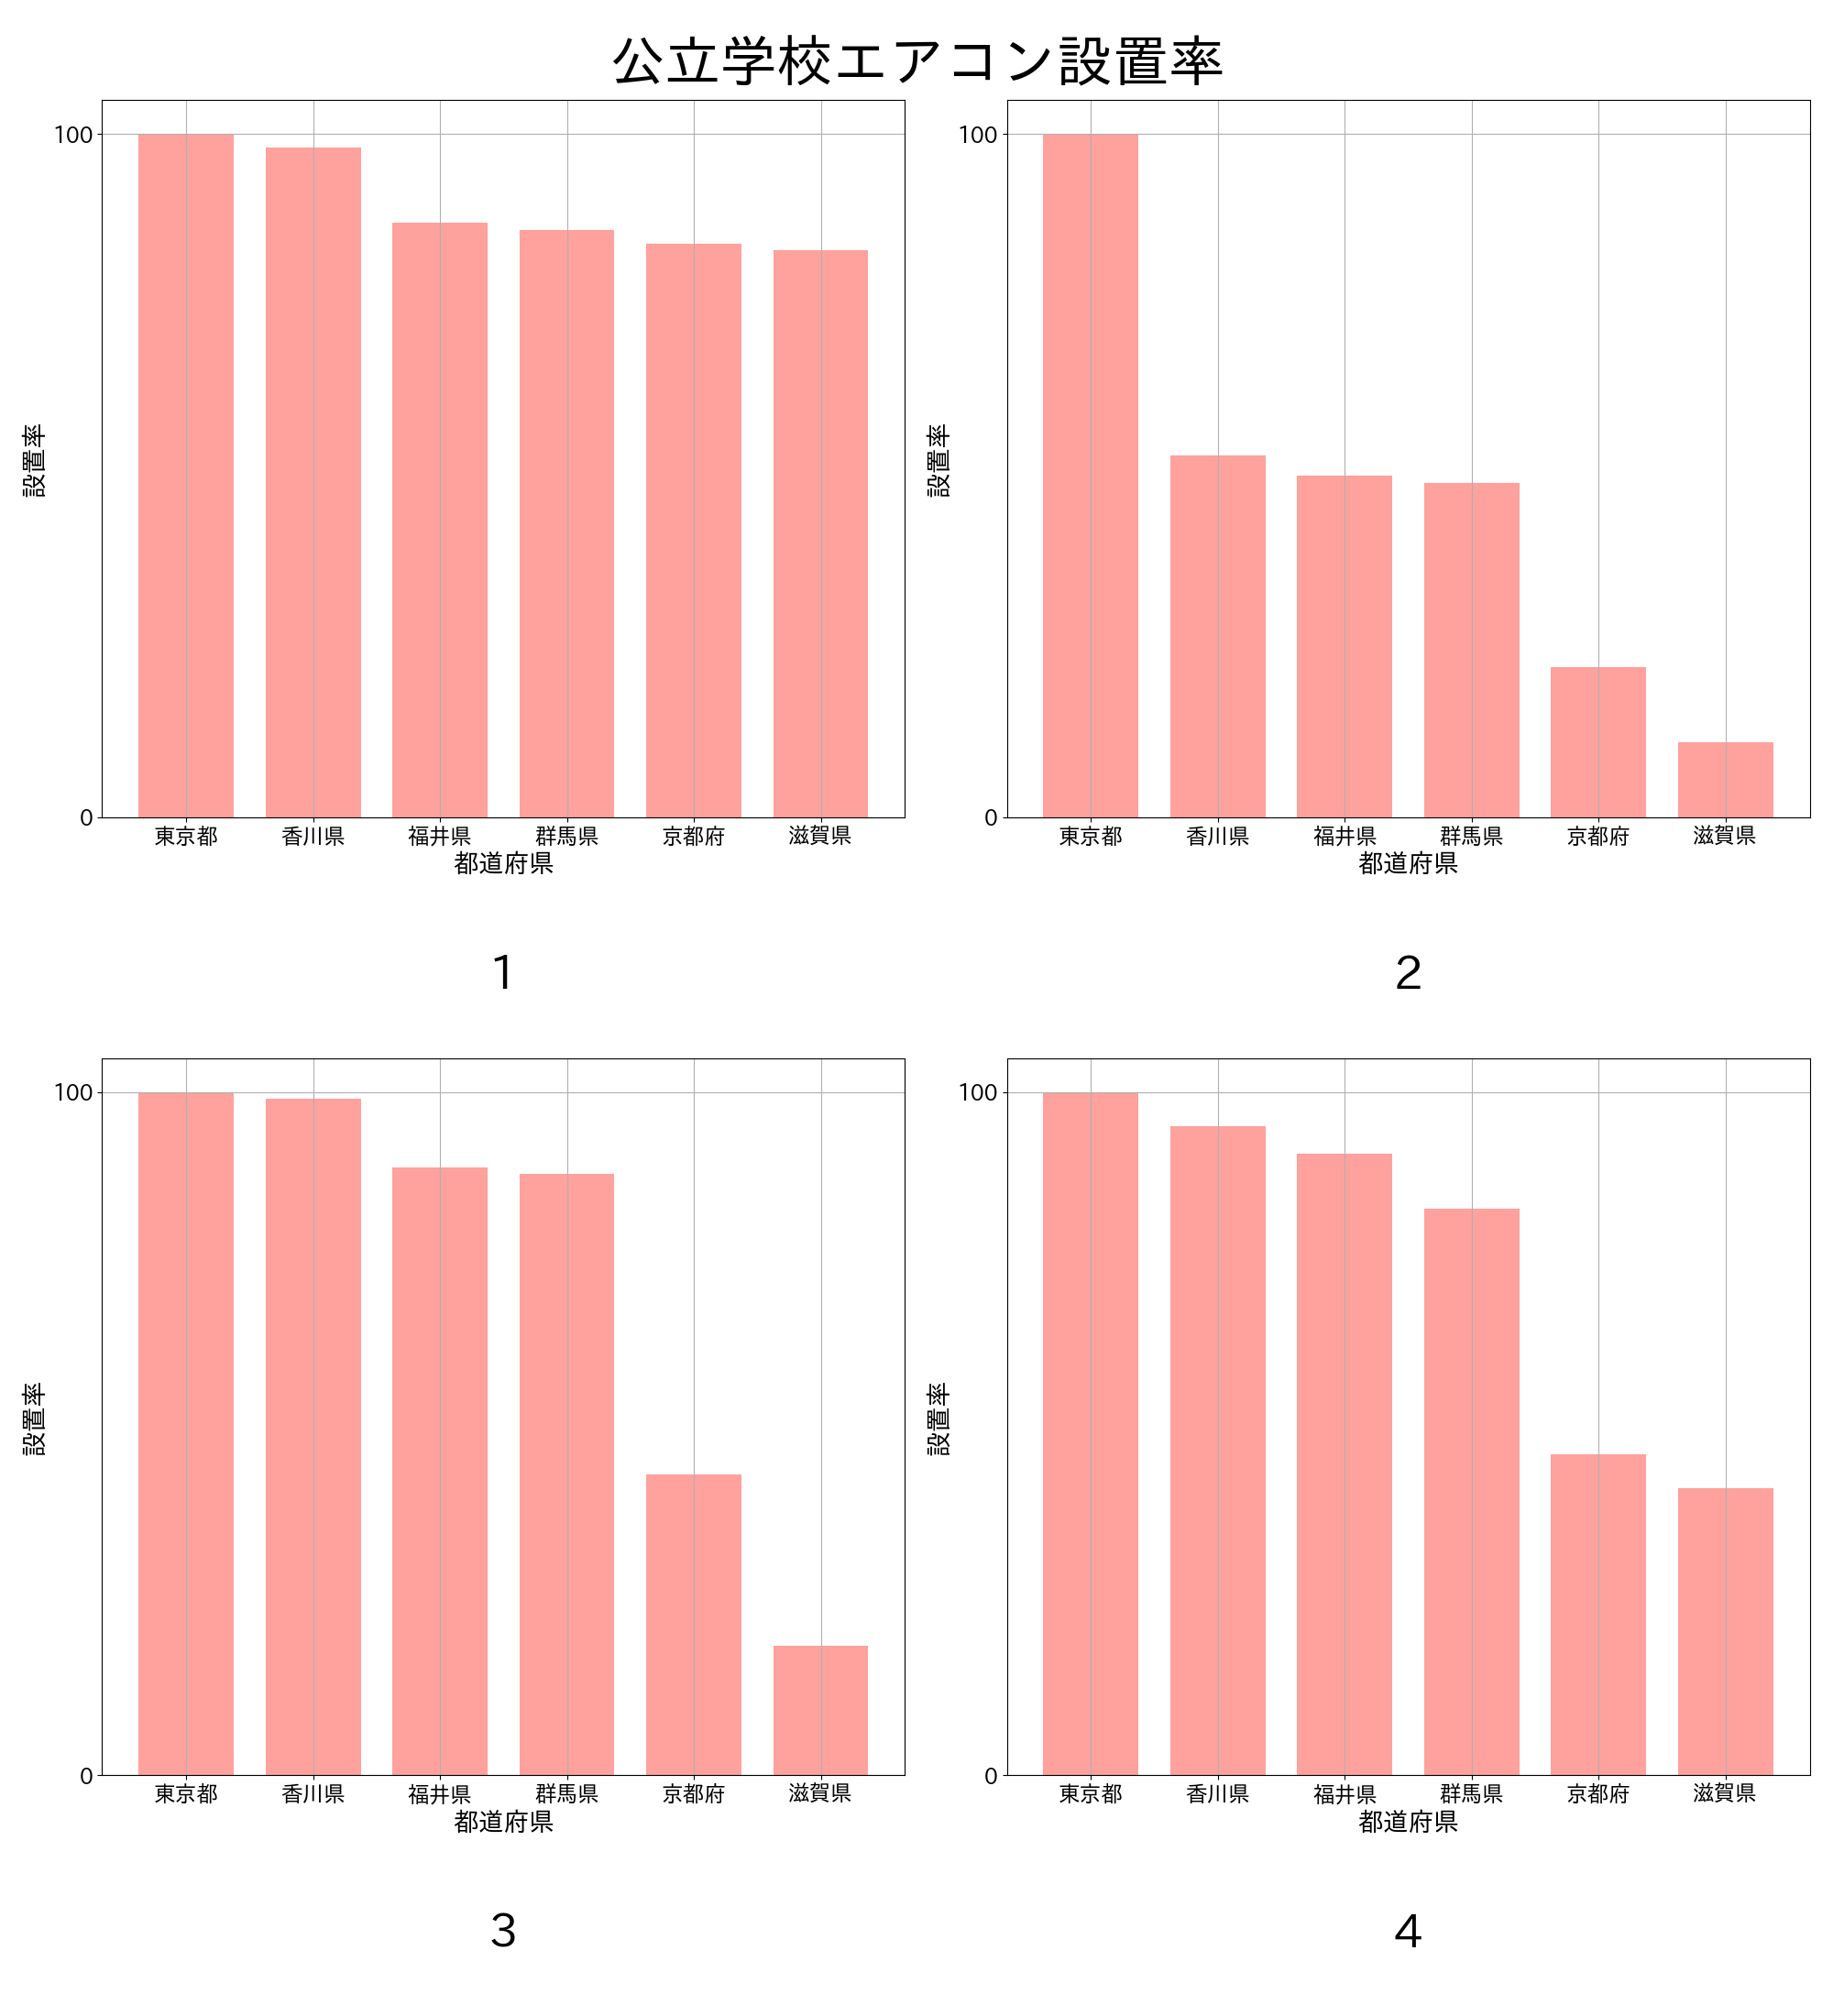 公立学校エアコン設置率
100
0
設置率
東京都 香川県 福井県 群馬県 京都府 滋賀県
都道府県
1
100
0
設置率
東京都 香川県 福井県 群馬県 京都府 滋賀県
都道府県
2
100
0
設置率
東京都 香川県 福井県 群馬県 京都府 滋賀県
都道府県
3
100
0
設置率
東京都 香川県 福井県 群馬県 京都府 滋賀県
都道府県
4